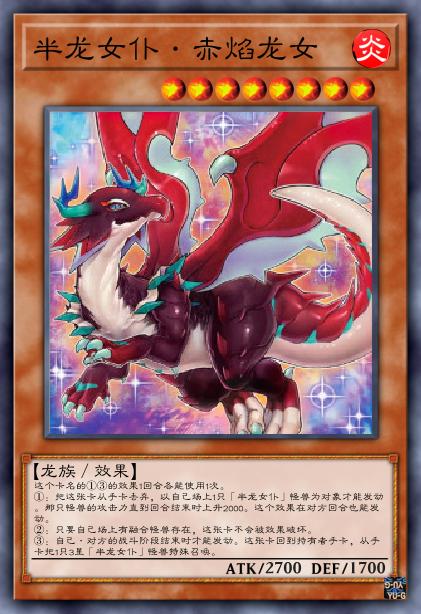 半龙女仆・赤焰龙女
炎
【龙族／效果】
这个卡名的①③的效果1回合各能使用1次。
①：把这张卡从手卡丢弃，以自己场上1只「半龙女仆」怪兽为对象才能发动
。那只怪兽的攻击力直到回合结束时上升2000。这个效果在对方回合也能发
动。
②：只要自己场上有融合怪兽存在，这张卡不会被效果破坏。
③：自己・对方的战斗阶段结束时才能发动。这张卡回到持有者手卡，从手
卡把1只3星「半龙女仆」怪兽特殊召唤。
ATK/2700 DEF/1700